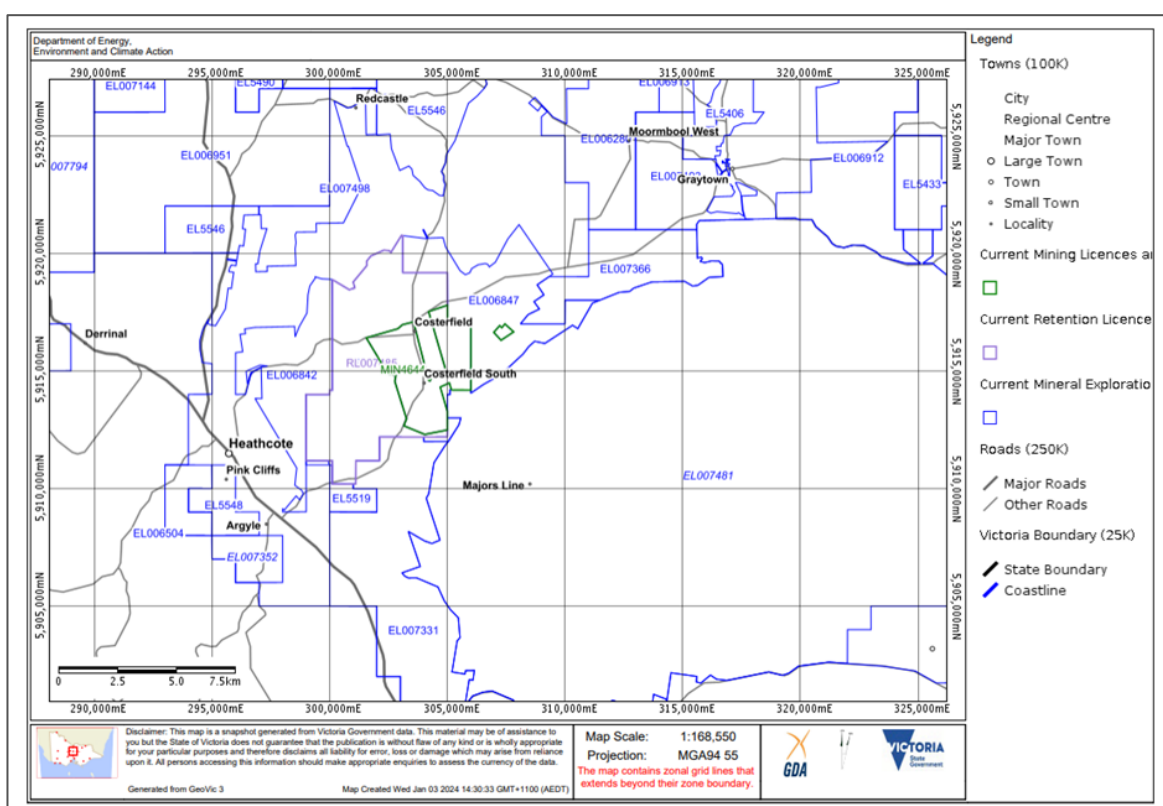 Department of Energy,
Environment and Climate Action
290,000mE 295,000mE 300,000mE 305,000mE 310,000mE 315,000mE 320,000mE 325,000mE
EL007144
EL5490
EL006913
Redcastle
EL5546
EL5406
5,925,000mN
5,925,000mN
Moormbool West
EL006280
EL006951
EL006912
007794
Graytown
EL5433
EL007498
EL5546
5,920,000mN
5,920,000mN
EL007366
EL006847
Costerfield
Derrinal
5,915,000mN
5,915,000mN
EL006842
Costerfield South
Heathcote
Pink Cliffs
EL007481
Majors Line
5,910,000mN
5,910,000mN
EL5548
EL5519
Argyle
EL006504
EL007352
5,905,000mN
5,905,000mN
EL007331
0 2.5 5.0 7.5km
290,000mE 295,000mE 300,000mE 305,000mE 310,000mE 315,000mE 320,000mE 325,000mE
Legend
Towns (100K)
City
Regional Centre
Major Town
Large Town
Town
Small Town
Locality
Current Mining Licences a
Current Retention Licence
Current Mineral Exploratio
Roads (250K)
Major Roads
Other Roads
Victoria Boundary (25K)
State Boundary
Coastline
Disclaimer: This map is a snapshot generated from Victoria Government data. This material may be of assistance to
you but the State of Victoria does not guarantee that the publication is without flaw of any kind or is wholly appropriate
for your particular purposes and therefore disclaims all liability for error, loss or damage which may arise from reliance
upon it. All persons accessing this information should make appropriate enquiries to assess the currency of the data.
Generated from GeoVic 3 Map Created Wed Jan 03 2024 14:30:33 GMT+1100 (AEDT)
Map Scale: 1:168,550
Projection: MGA94 55
The map contains zonal grid lines that
extends beyond their zone boundary.
GDA
VICTORIA
State
Government